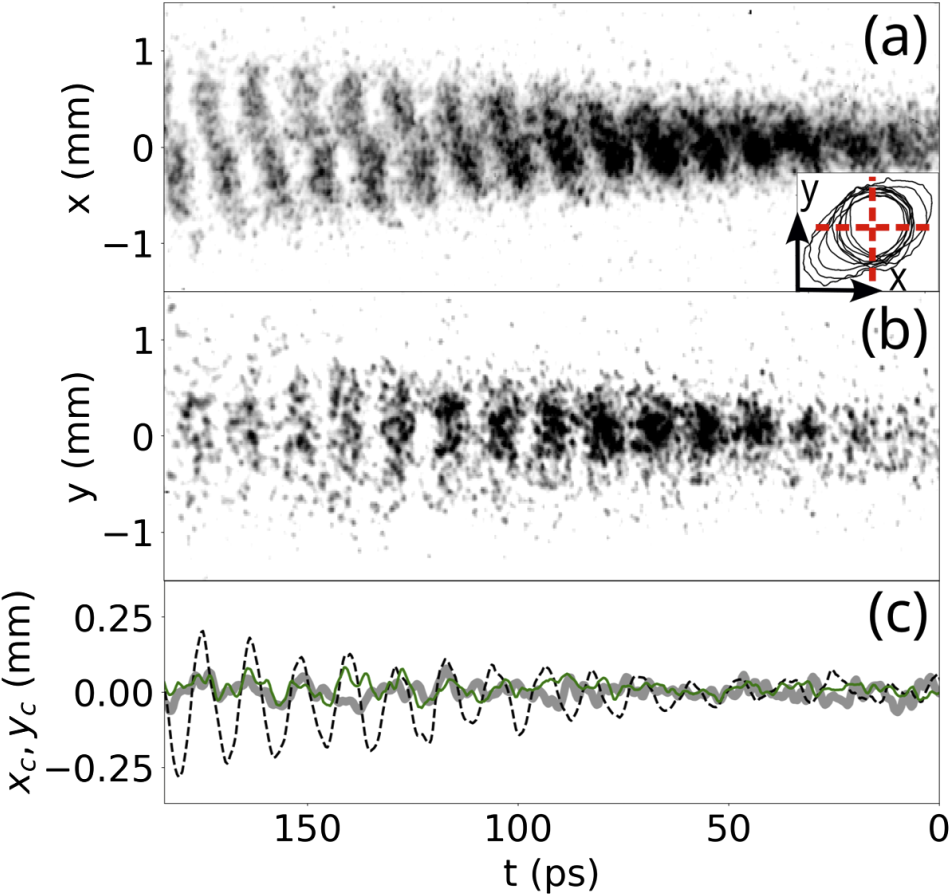 (a)
1
0
−1
x (mm)
y
x
(b)
1
0
−1
y (mm)
(c)
0.25
0.00
−0.25
x_c, y_c (mm)
150
100
50
0
t (ps)